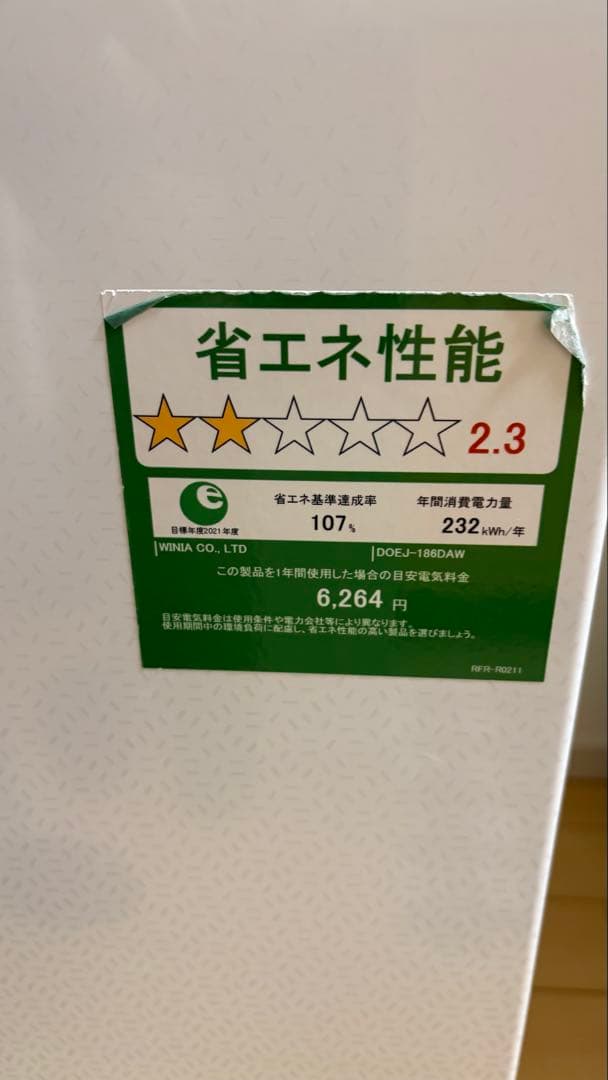 省エネ性能
2.3
e
省エネ基準達成率 年間消費電力量
目標年度2021年度 107% 232kWh/年
WINIA CO., LTD DOEJ-186DAW
この製品を1年間使用した場合の目安電気料金
6,264 円
目安電気料金は使用条件や電力会社等により異なります。
使用期間中の環境負荷に配慮し、省エネ性能の高い製品を選びましょう。
RFR-R0211